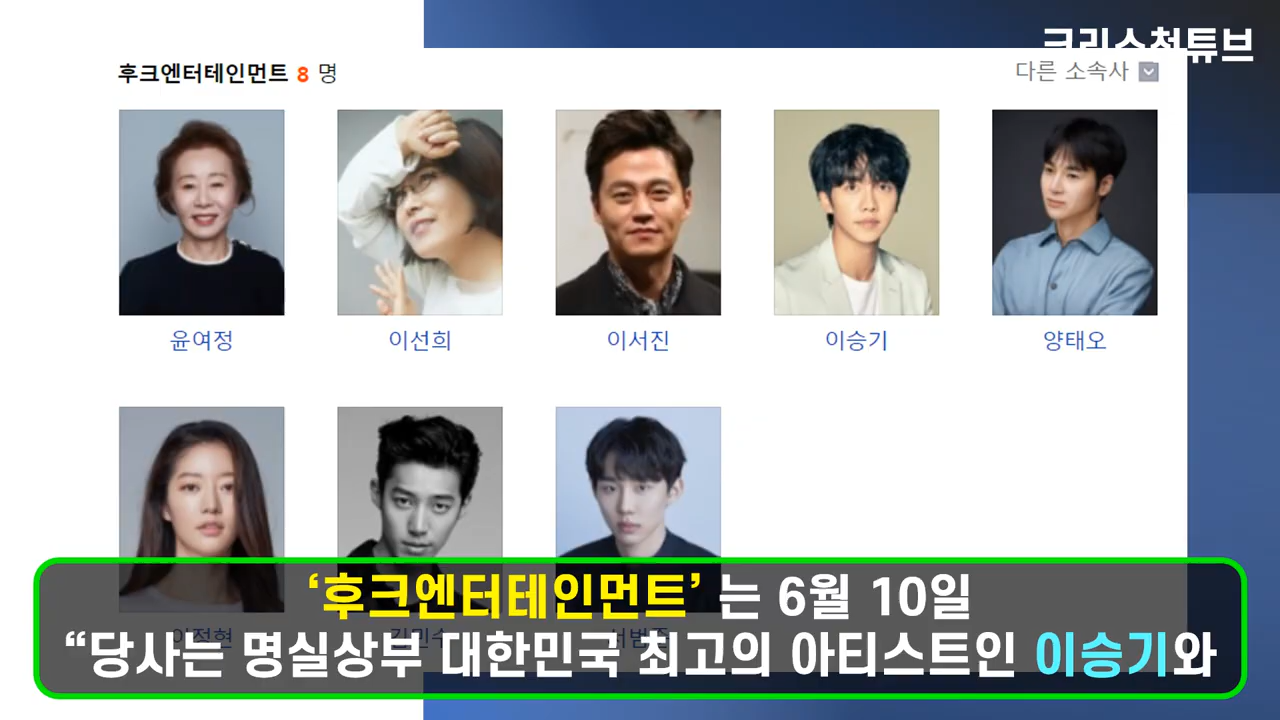 크리스천튜브
후크엔터테인먼트 8 명
다른 소속사
윤여정
이선희
이서진
이승기
양태오
‘후크엔터테인먼트’ 는 6월 10일
“당사는 명실상부 대한민국 최고의 아티스트인 이승기와